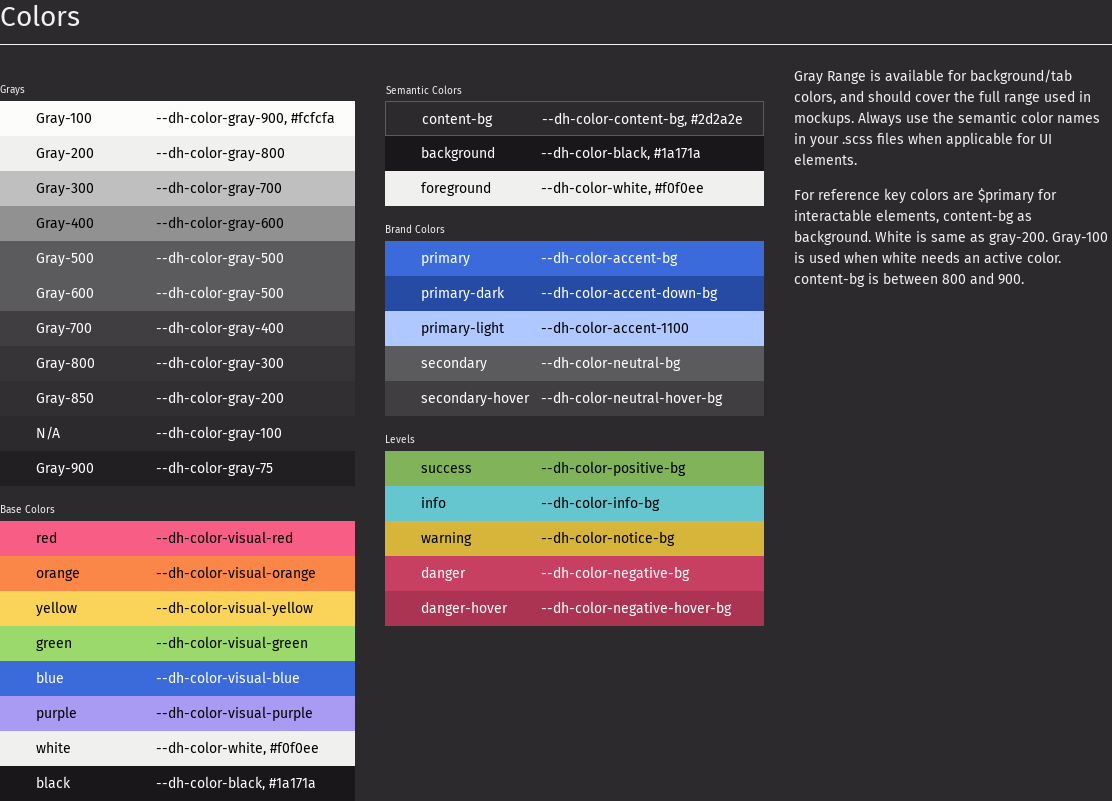 Colors
Grays
Gray-100 --dh-color-gray-900, #fcfcfa
Gray-200 --dh-color-gray-800
Gray-300 --dh-color-gray-700
Gray-400 --dh-color-gray-600
Gray-500 --dh-color-gray-500
Gray-600 --dh-color-gray-500
Gray-700 --dh-color-gray-400
Gray-800 --dh-color-gray-300
Gray-850 --dh-color-gray-200
N/A --dh-color-gray-100
Gray-900 --dh-color-gray-75
Base Colors
red --dh-color-visual-red
orange --dh-color-visual-orange
yellow --dh-color-visual-yellow
green --dh-color-visual-green
blue --dh-color-visual-blue
purple --dh-color-visual-purple
white --dh-color-white, #f0f0ee
black --dh-color-black, #1a171a
Semantic Colors
content-bg --dh-color-content-bg, #2d2a2e
background --dh-color-black, #1a171a
foreground --dh-color-white, #f0f0ee
Brand Colors
primary --dh-color-accent-bg
primary-dark --dh-color-accent-down-bg
primary-light --dh-color-accent-1100
secondary --dh-color-neutral-bg
secondary-hover --dh-color-neutral-hover-bg
Levels
success --dh-color-positive-bg
info --dh-color-info-bg
warning --dh-color-notice-bg
danger --dh-color-negative-bg
danger-hover --dh-color-negative-hover-bg
Gray Range is available for background/tab
colors, and should cover the full range used in
mockups. Always use the semantic color names
in your .scss files when applicable for UI
elements.
For reference key colors are $primary for
interactable elements, content-bg as
background. White is same as gray-200. Gray-100
is used when white needs an active color.
content-bg is between 800 and 900.